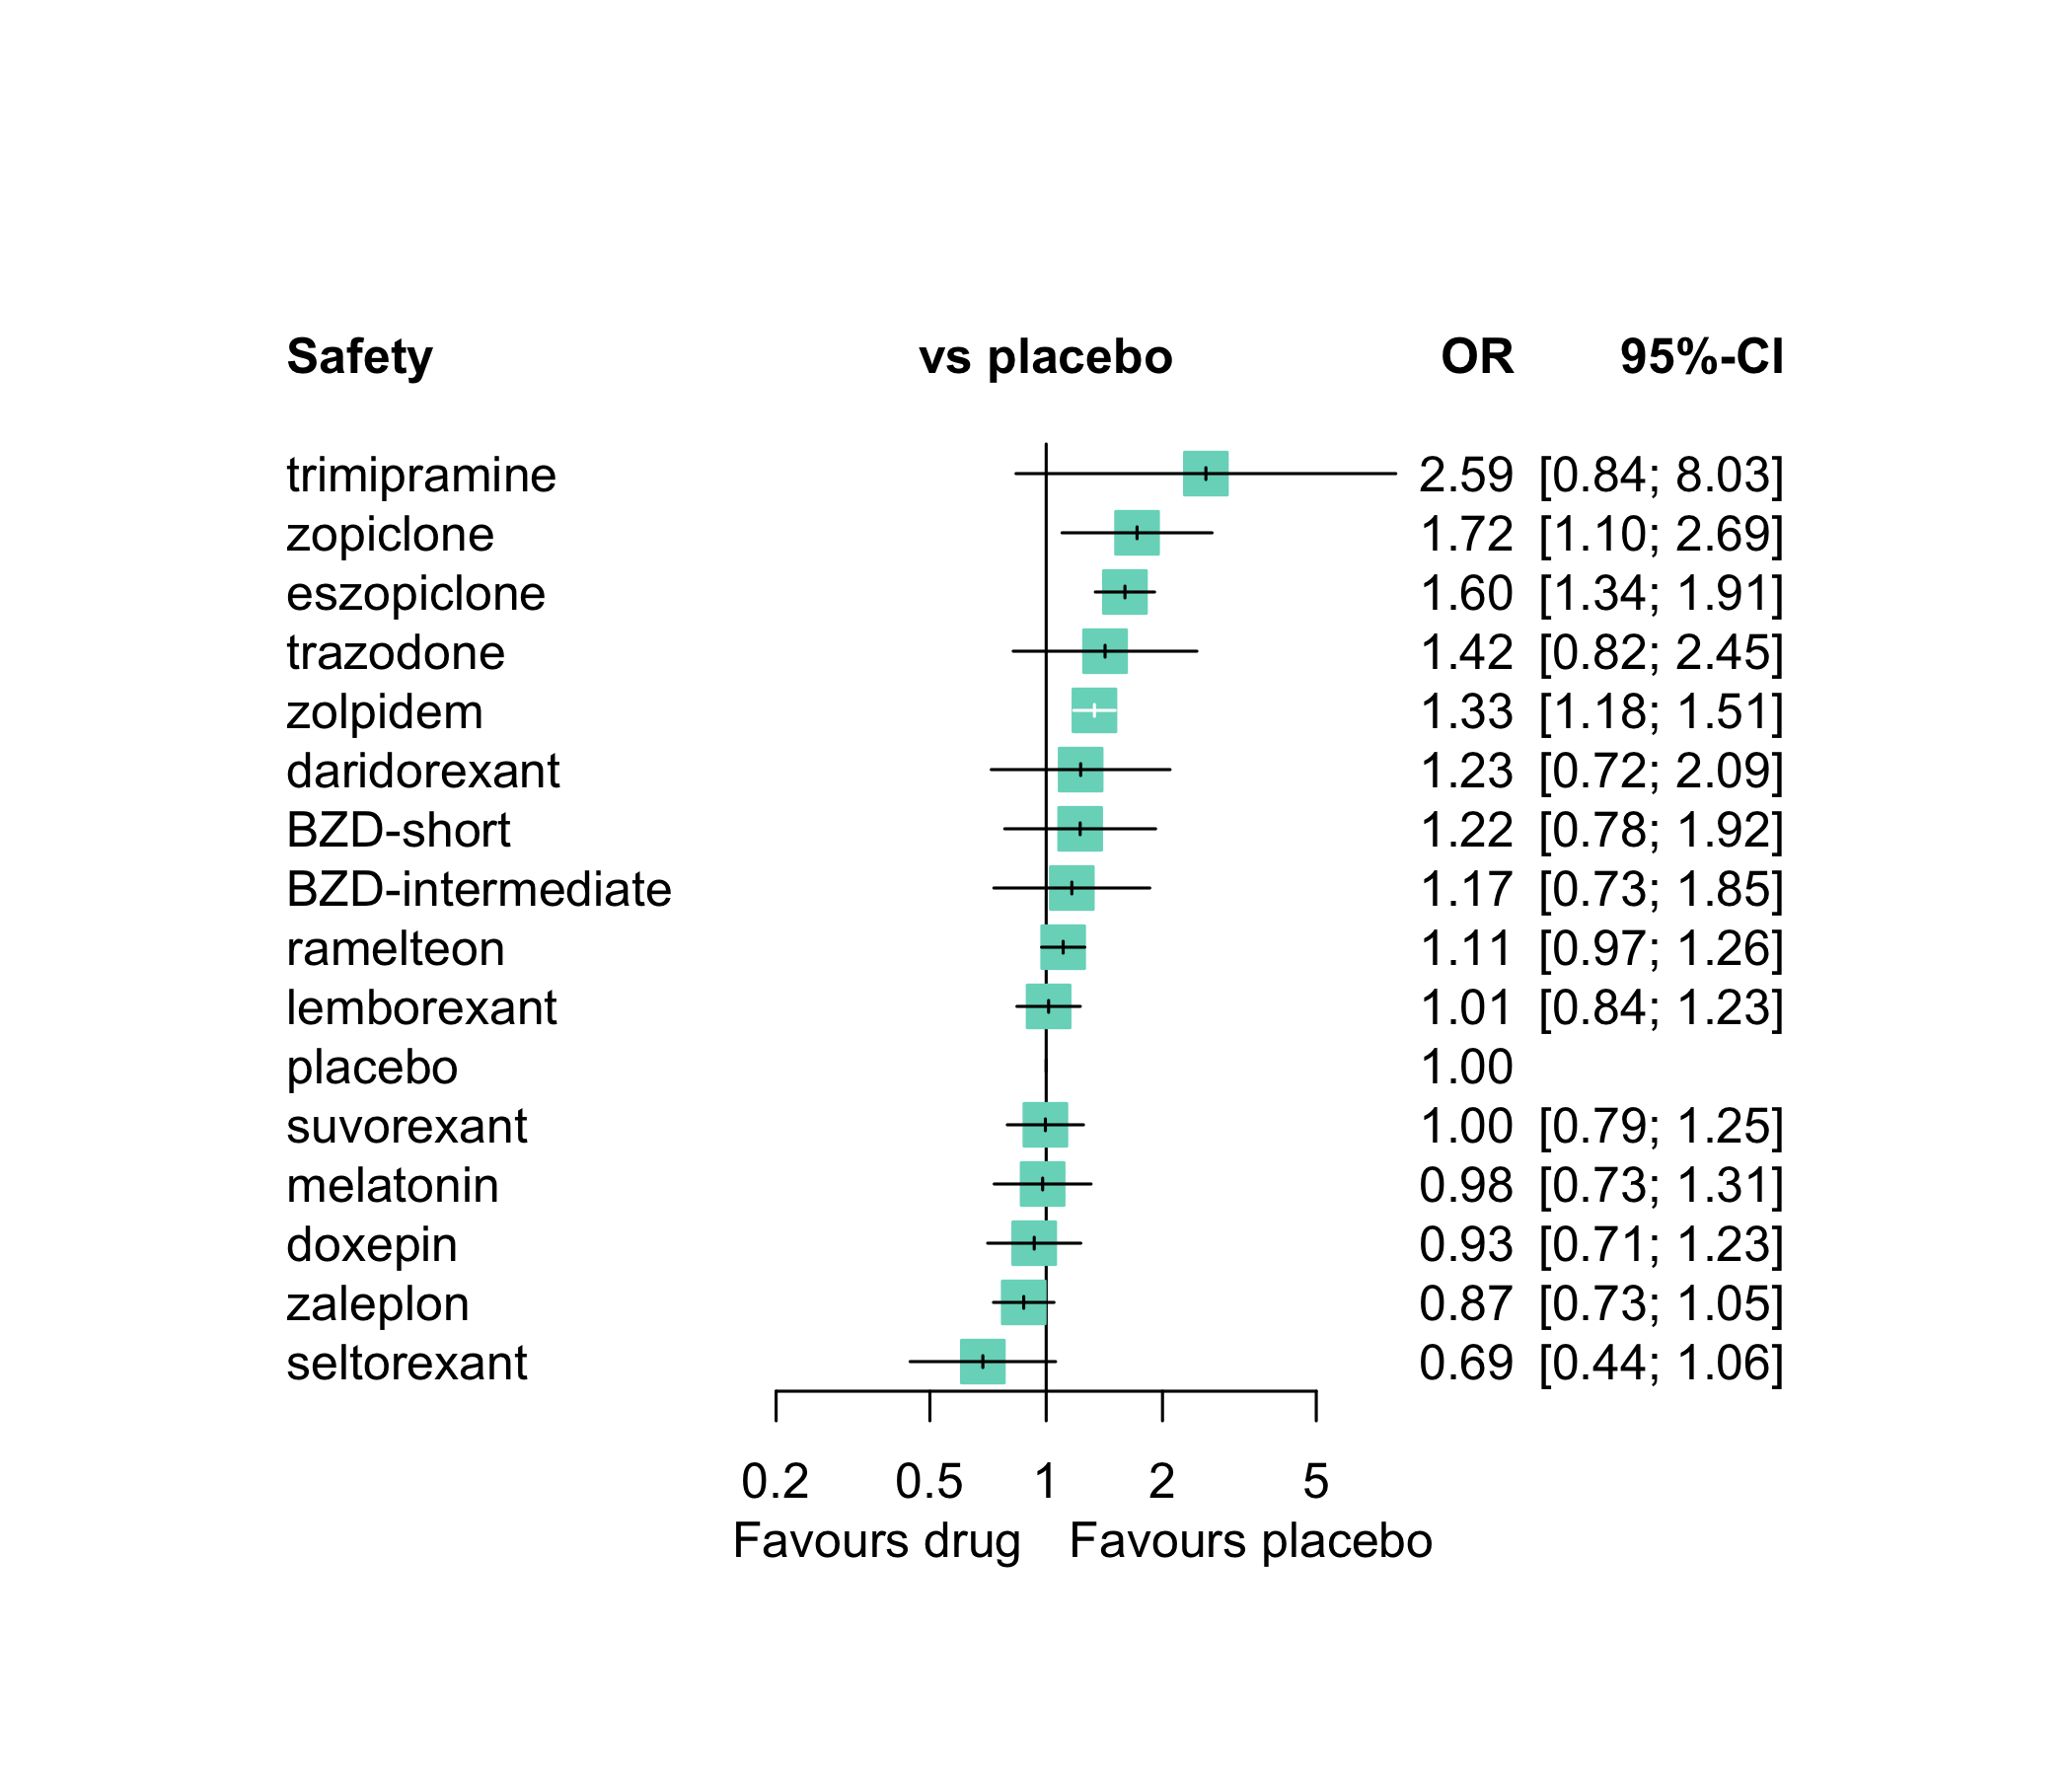 Safety vs placebo OR 95%-CI
trimipramine 2.59 [0.84; 8.03]
zopiclone 1.72 [1.10; 2.69]
eszopiclone 1.60 [1.34; 1.91]
trazodone 1.42 [0.82; 2.45]
zolpidem 1.33 [1.18; 1.51]
daridorexant 1.23 [0.72; 2.09]
BZD-short 1.22 [0.78; 1.92]
BZD-intermediate 1.17 [0.73; 1.85]
ramelteon 1.11 [0.97; 1.26]
lemborexant 1.01 [0.84; 1.23]
placebo 1.00
suvorexant 1.00 [0.79; 1.25]
melatonin 0.98 [0.73; 1.31]
doxepin 0.93 [0.71; 1.23]
zaleplon 0.87 [0.73; 1.05]
seltorexant 0.69 [0.44; 1.06]
0.2 0.5 1 2 5
Favours drug Favours placebo